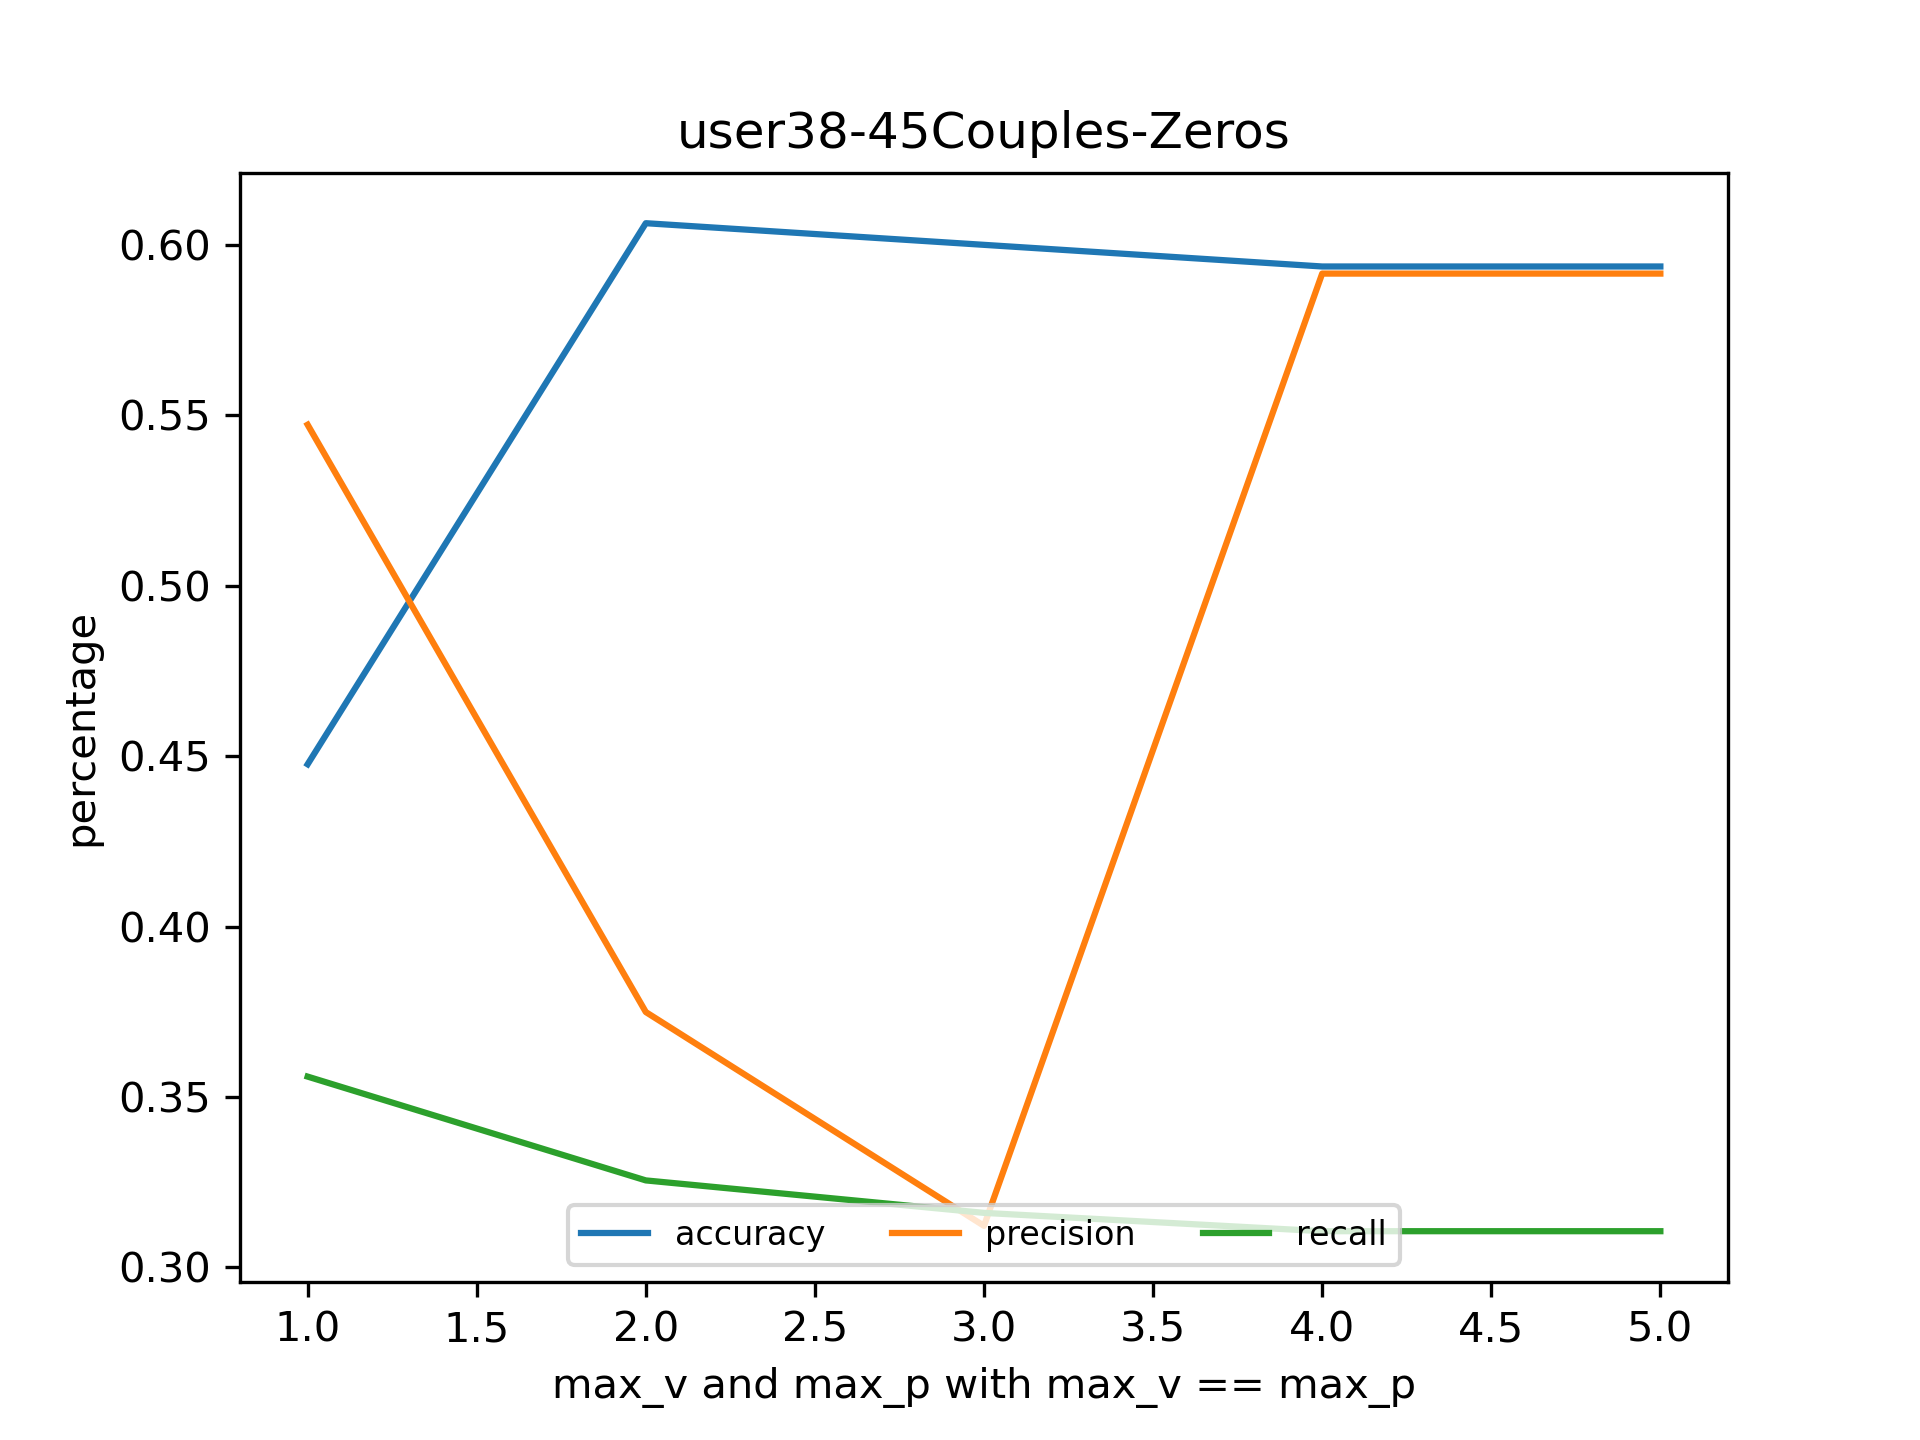 user38-45Couples-Zeros
percentage
0.60
0.55
0.50
0.45
0.40
0.35
0.30
accuracy precision recall
1.0 1.5 2.0 2.5 3.0 3.5 4.0 4.5 5.0
max_v and max_p with max_v == max_p